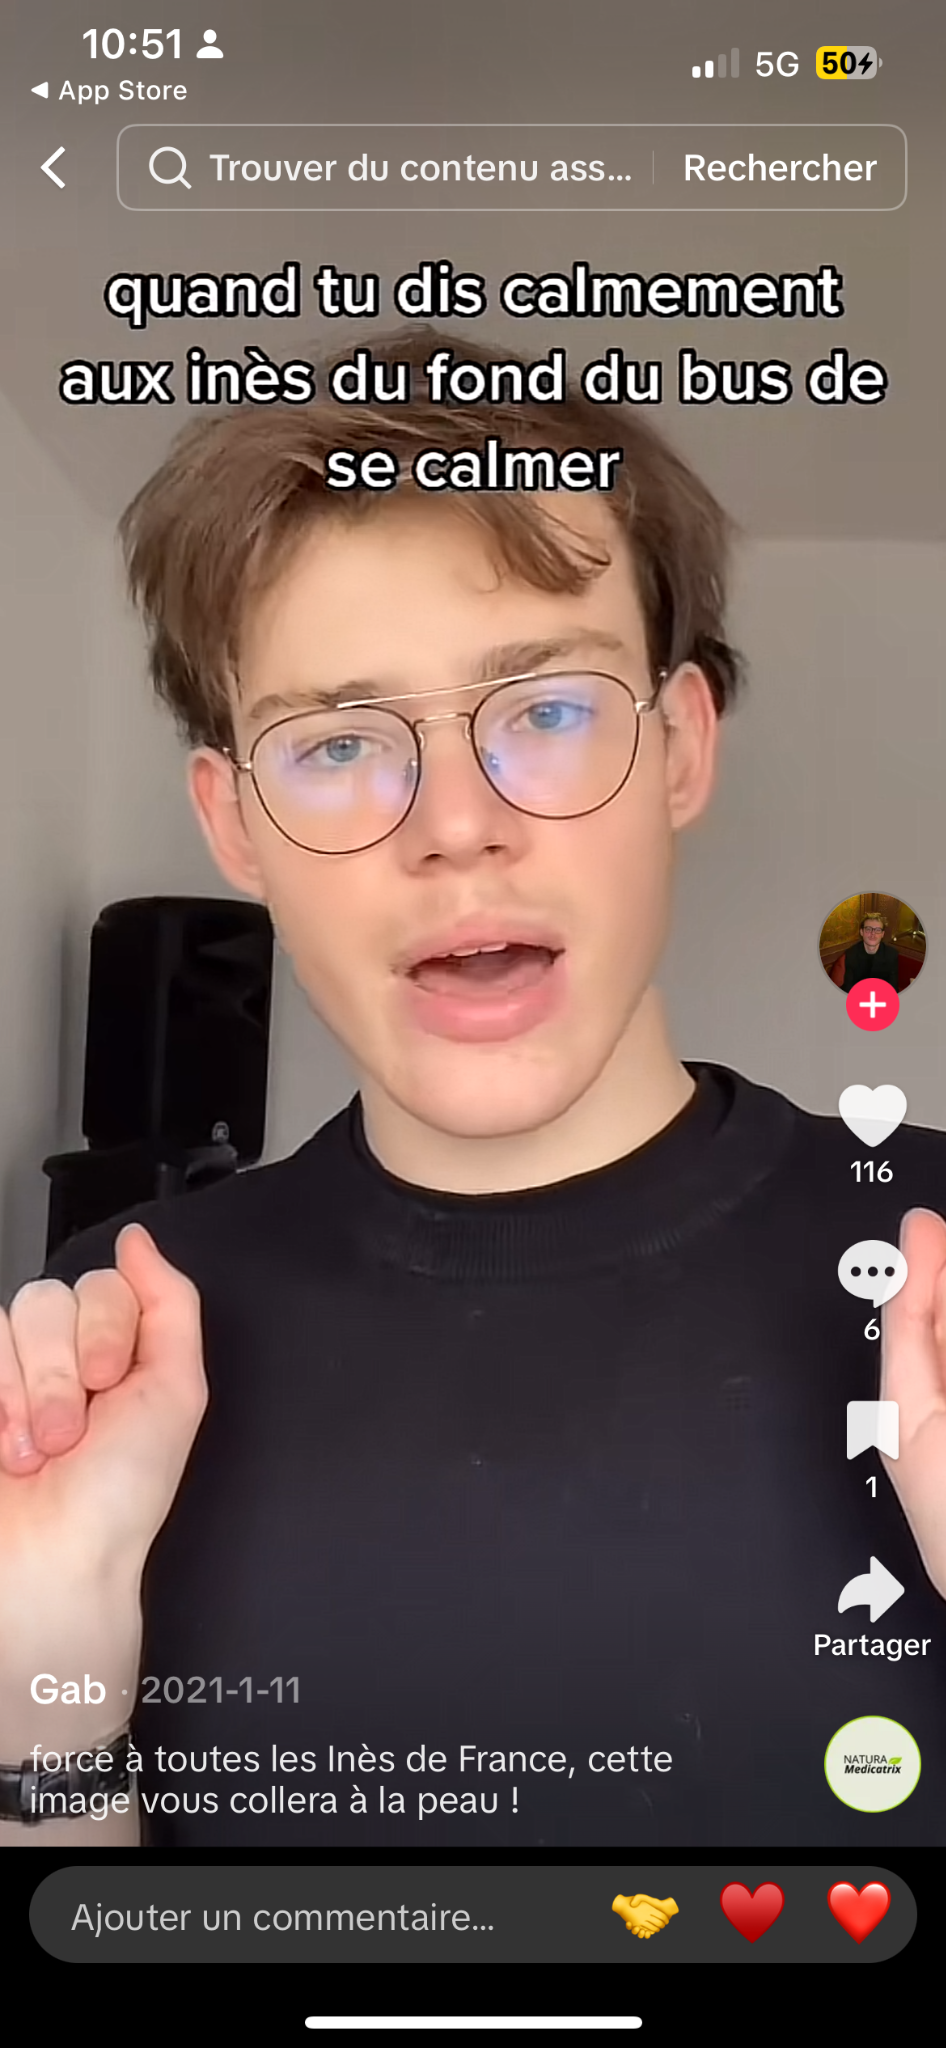 10:51
5G
50
◀ App Store
Trouver du contenu ass...
Rechercher
quand tu dis calmement
aux inès du fond du bus de
se calmer
116
6
1
Partager
Gab · 2021-1-11
force à toutes les Inès de France, cette
image vous collera à la peau !
NATURA
Medicatrix
Ajouter un commentaire...